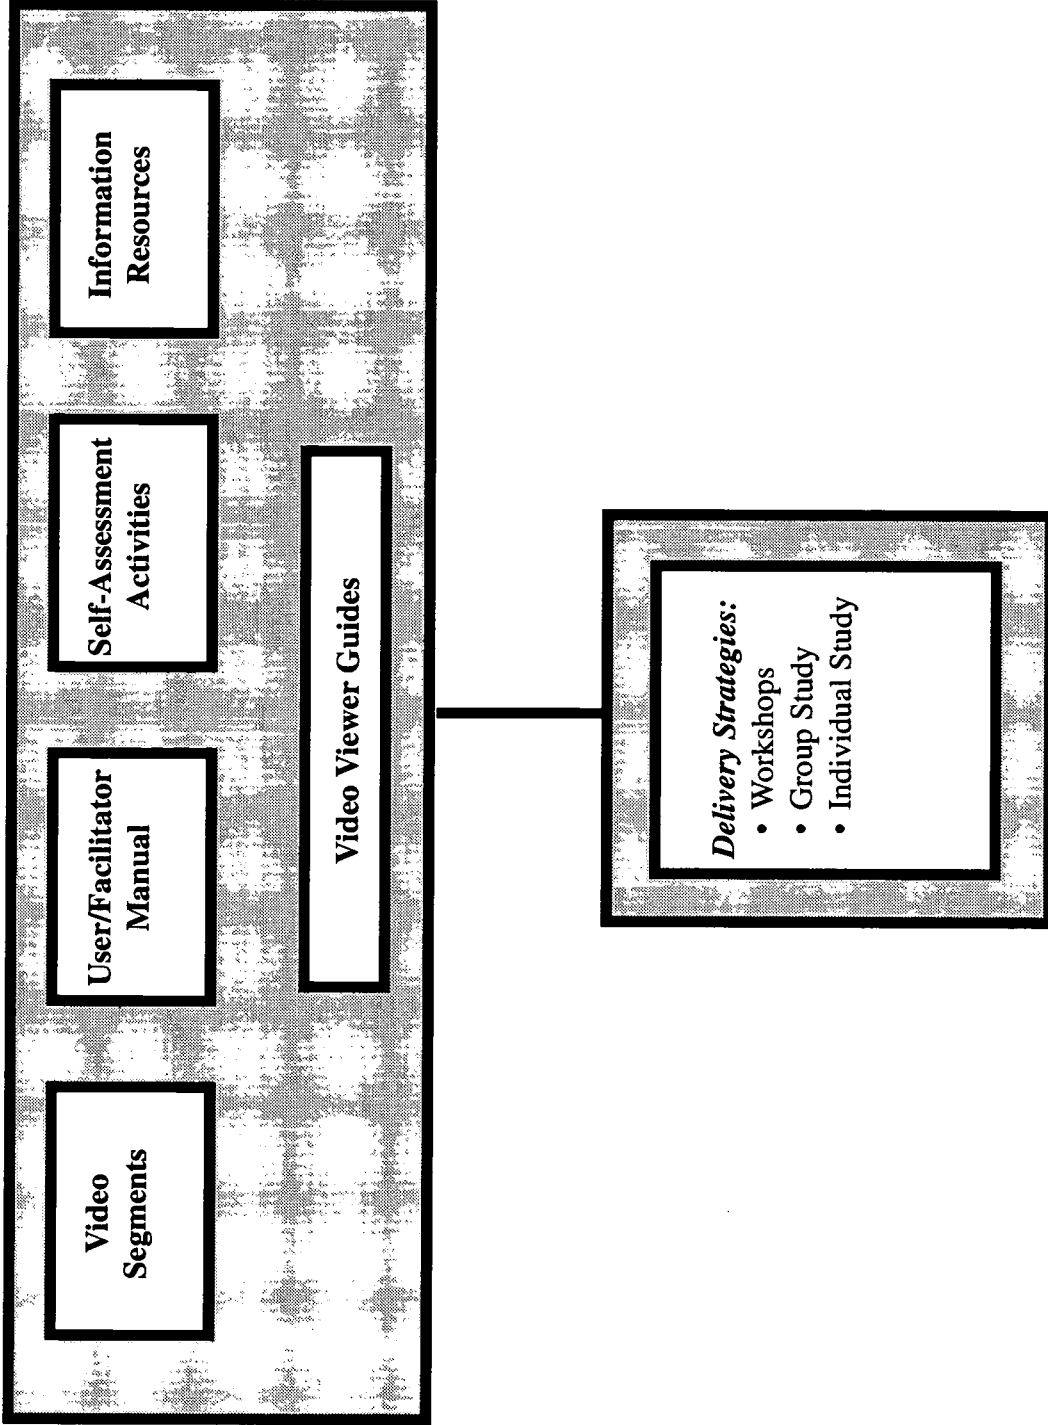 Video
Segments
User/Facilitator
Manual
Self-Assessment
Activities
Information
Resources
Video Viewer Guides
Delivery Strategies:
• Workshops
• Group Study
• Individual Study